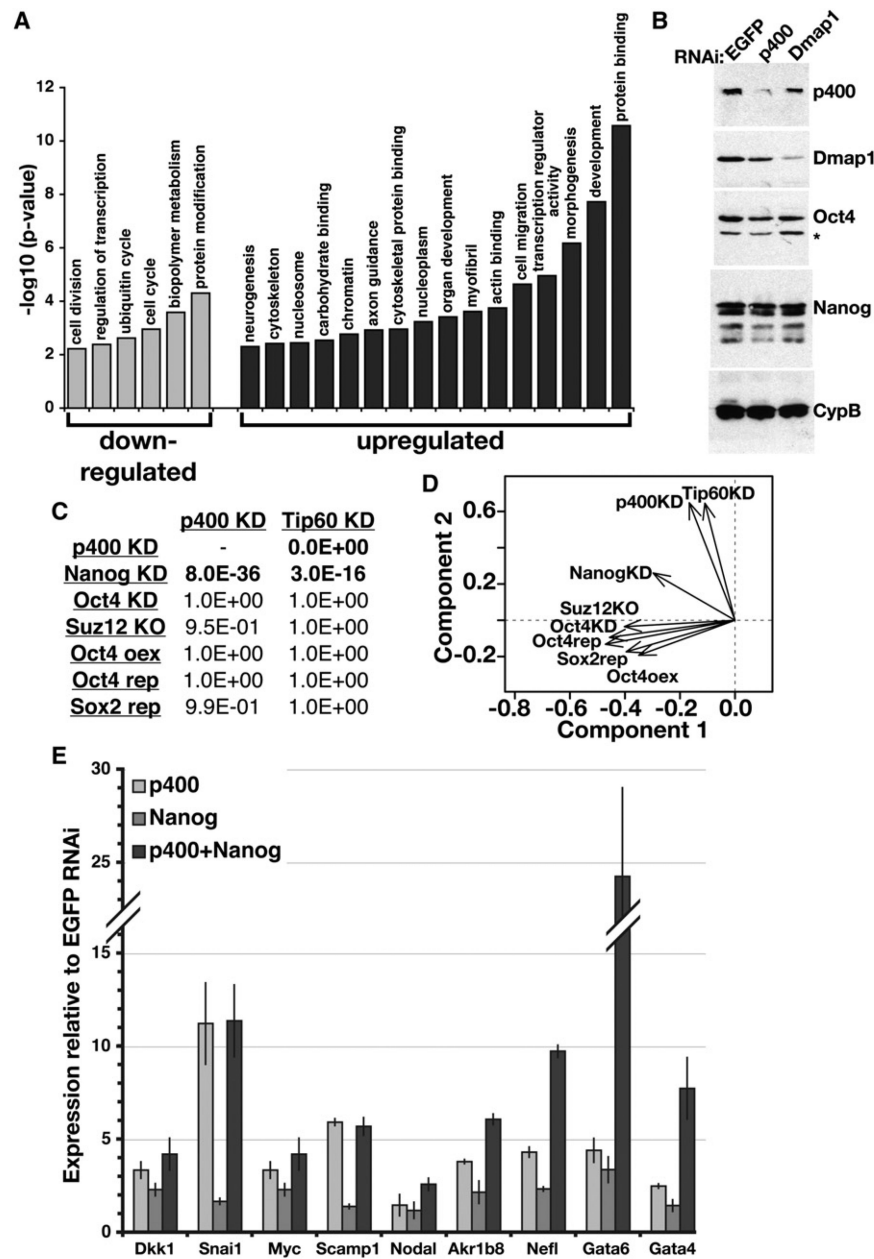 A
-log10 (p-value)
12
10
8
6
4
2
0
cell division
regulation of transcription
ubiquitin cycle
cell cycle
biopolymer metabolism
protein modification
neurogenesis
cytoskeleton
nucleosome
carbohydrate binding
chromatin
axon guidance
cytoskeletal protein binding
nucleoplasm
organ development
myofibril
actin binding
cell migration
transcription regulator
activity
morphogenesis
development
protein binding
down-
regulated
upregulated
B
RNAi: EGFP p400 Dmap1
p400
Dmap1
Oct4
*
Nanog
CypB
C
p400 KD Tip60 KD
p400 KD - 0.0E+00
Nanog KD 8.0E-36 3.0E-16
Oct4 KD 1.0E+00 1.0E+00
Suz12 KO 9.5E-01 1.0E+00
Oct4 oex 1.0E+00 1.0E+00
Oct4 rep 1.0E+00 1.0E+00
Sox2 rep 9.9E-01 1.0E+00
D
Component 2
0.6
0.2
C-0.2
p400KD
Tip60KD
NanogKD
Suz12KO
Oct4KD
Oct4rep
Sox2rep
Oct4oex
-0.8 -0.6 -0.4 -0.2 0.0
Component 1
E
Expression relative to EGFP RNAi
30
25
15
10
5
0
p400
Nanog
p400+Nanog
Dkk1 Snai1 Myc Scamp1 Nodal Akr1b8 Nefl Gata6 Gata4